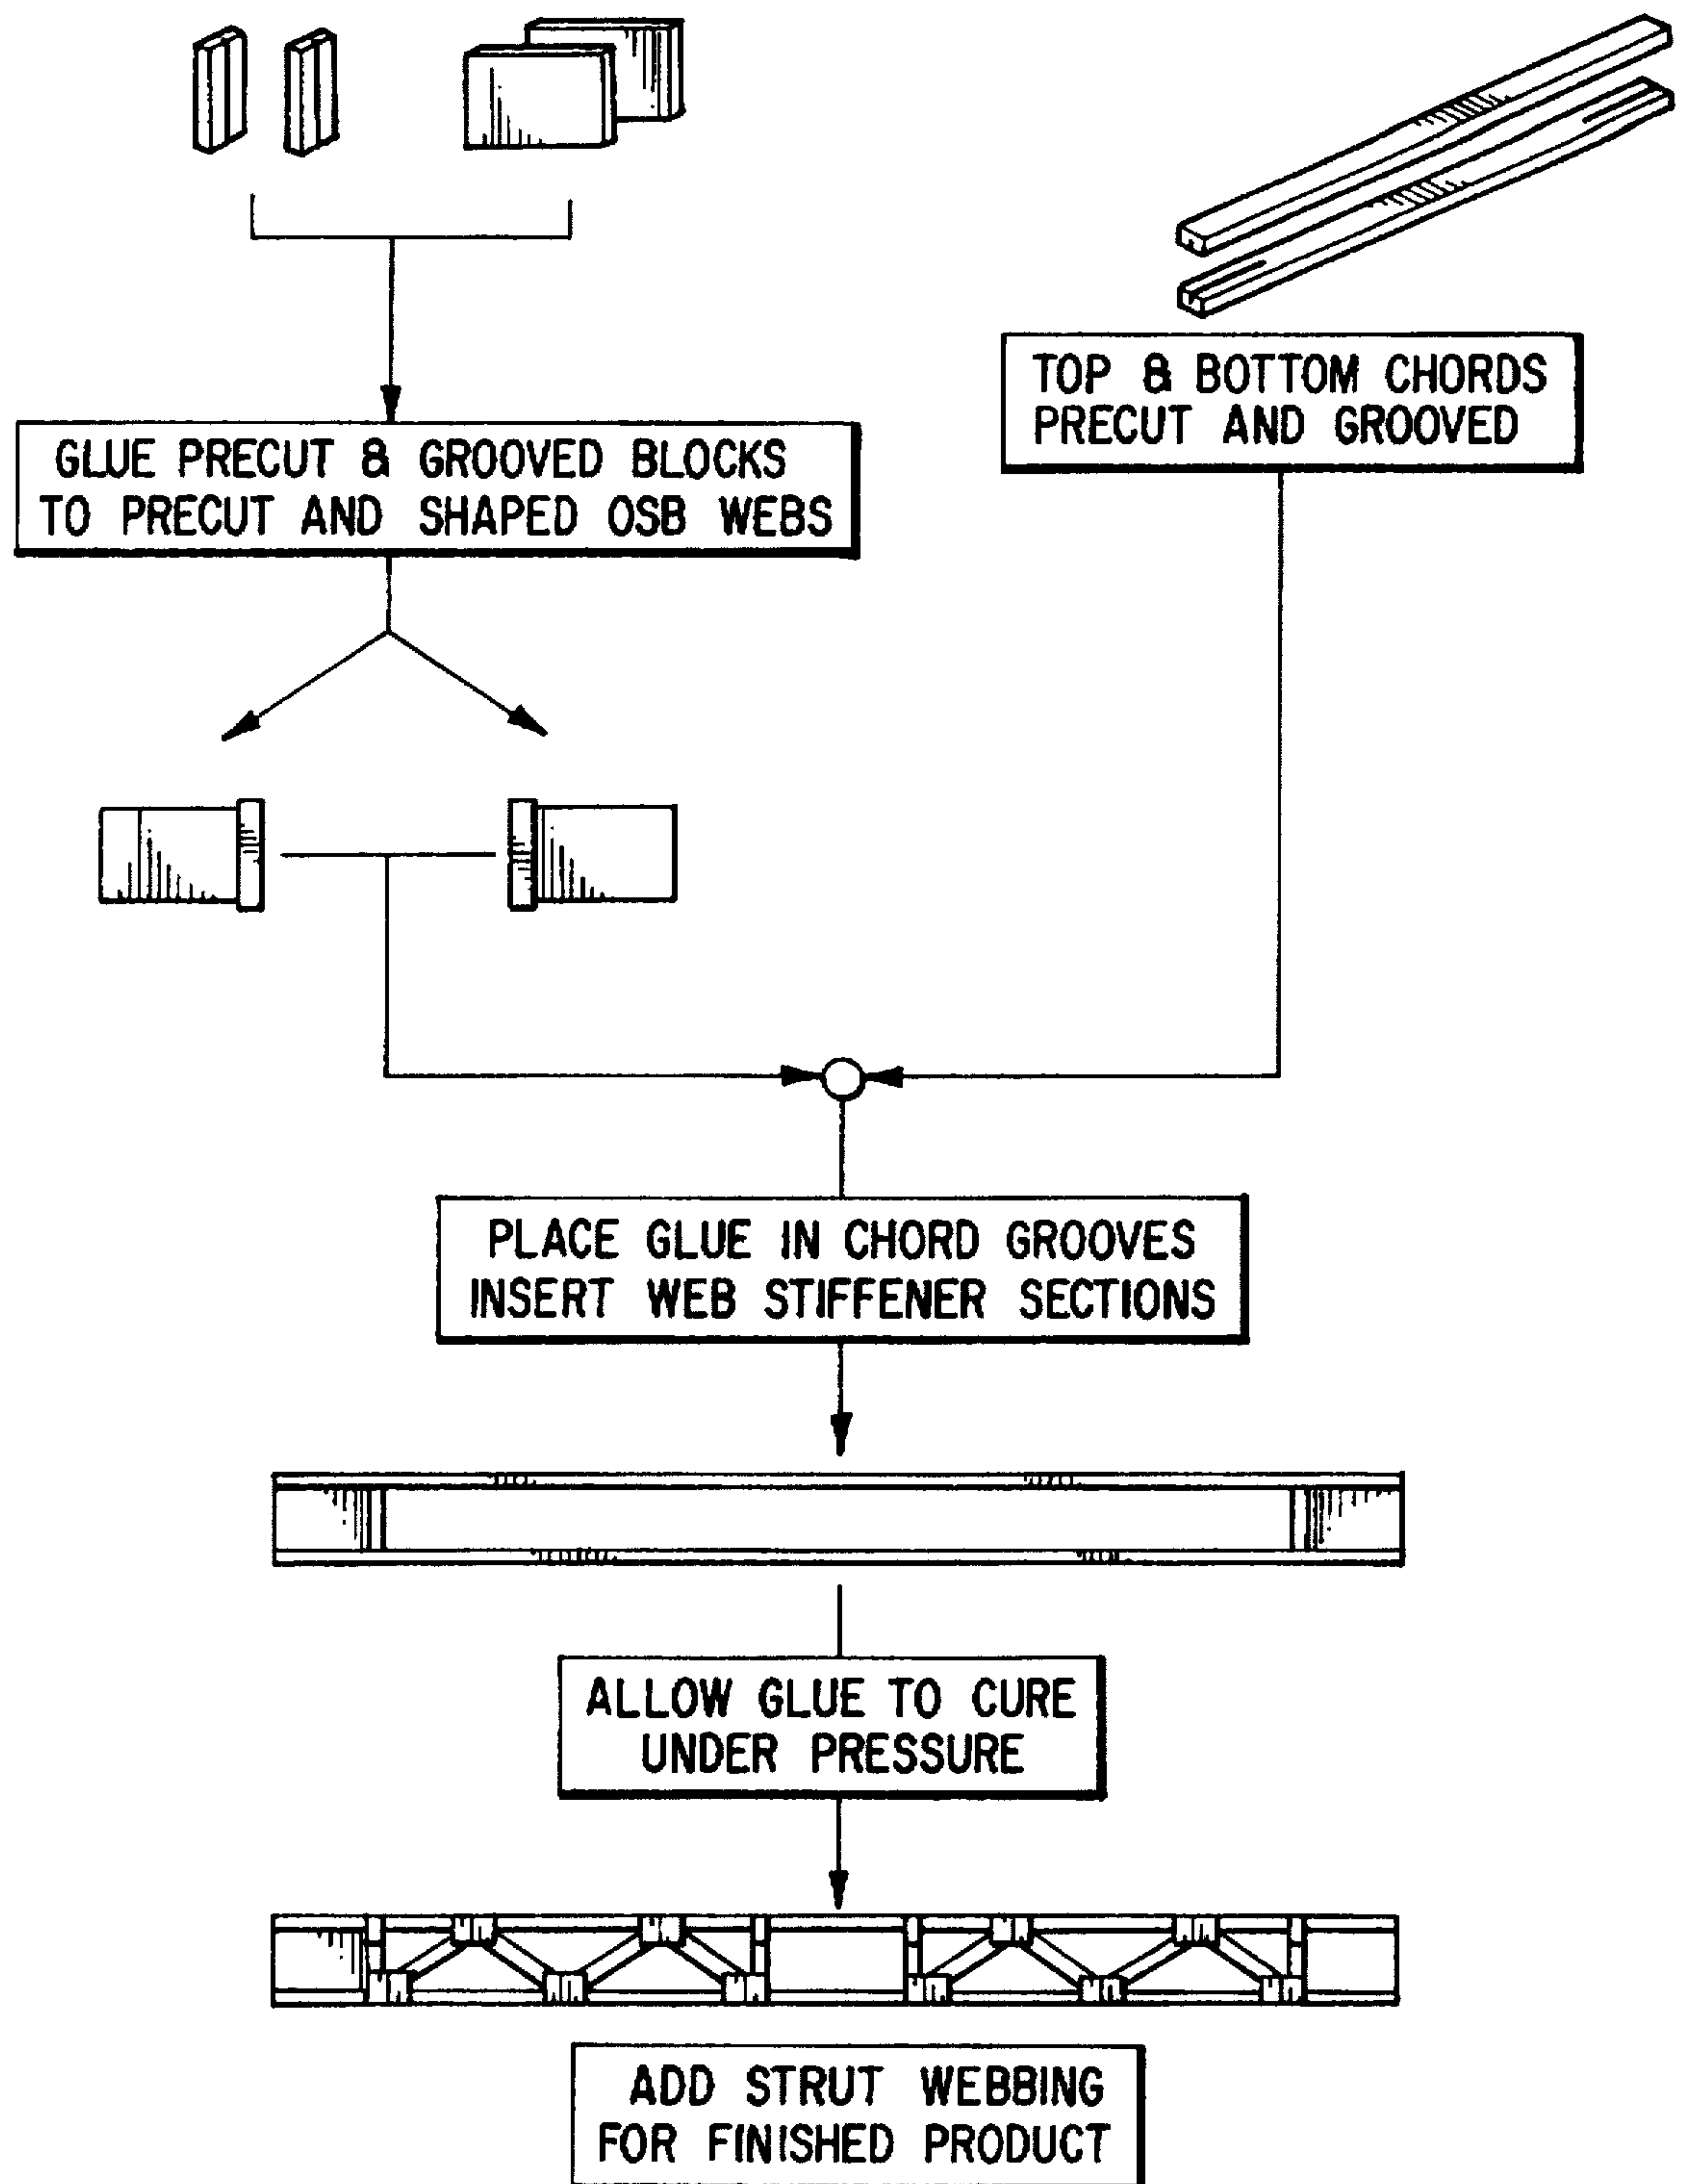 TOP & BOTTOM CHORDS
PRECUT AND GROOVED
GLUE PRECUT & GROOVED BLOCKS
TO PRECUT AND SHAPED OSB WEBS
PLACE GLUE IN CHORD GROOVES
INSERT WEB STIFFENER SECTIONS
ALLOW GLUE TO CURE
UNDER PRESSURE
ADD STRUT WEBBING
FOR FINISHED PRODUCT